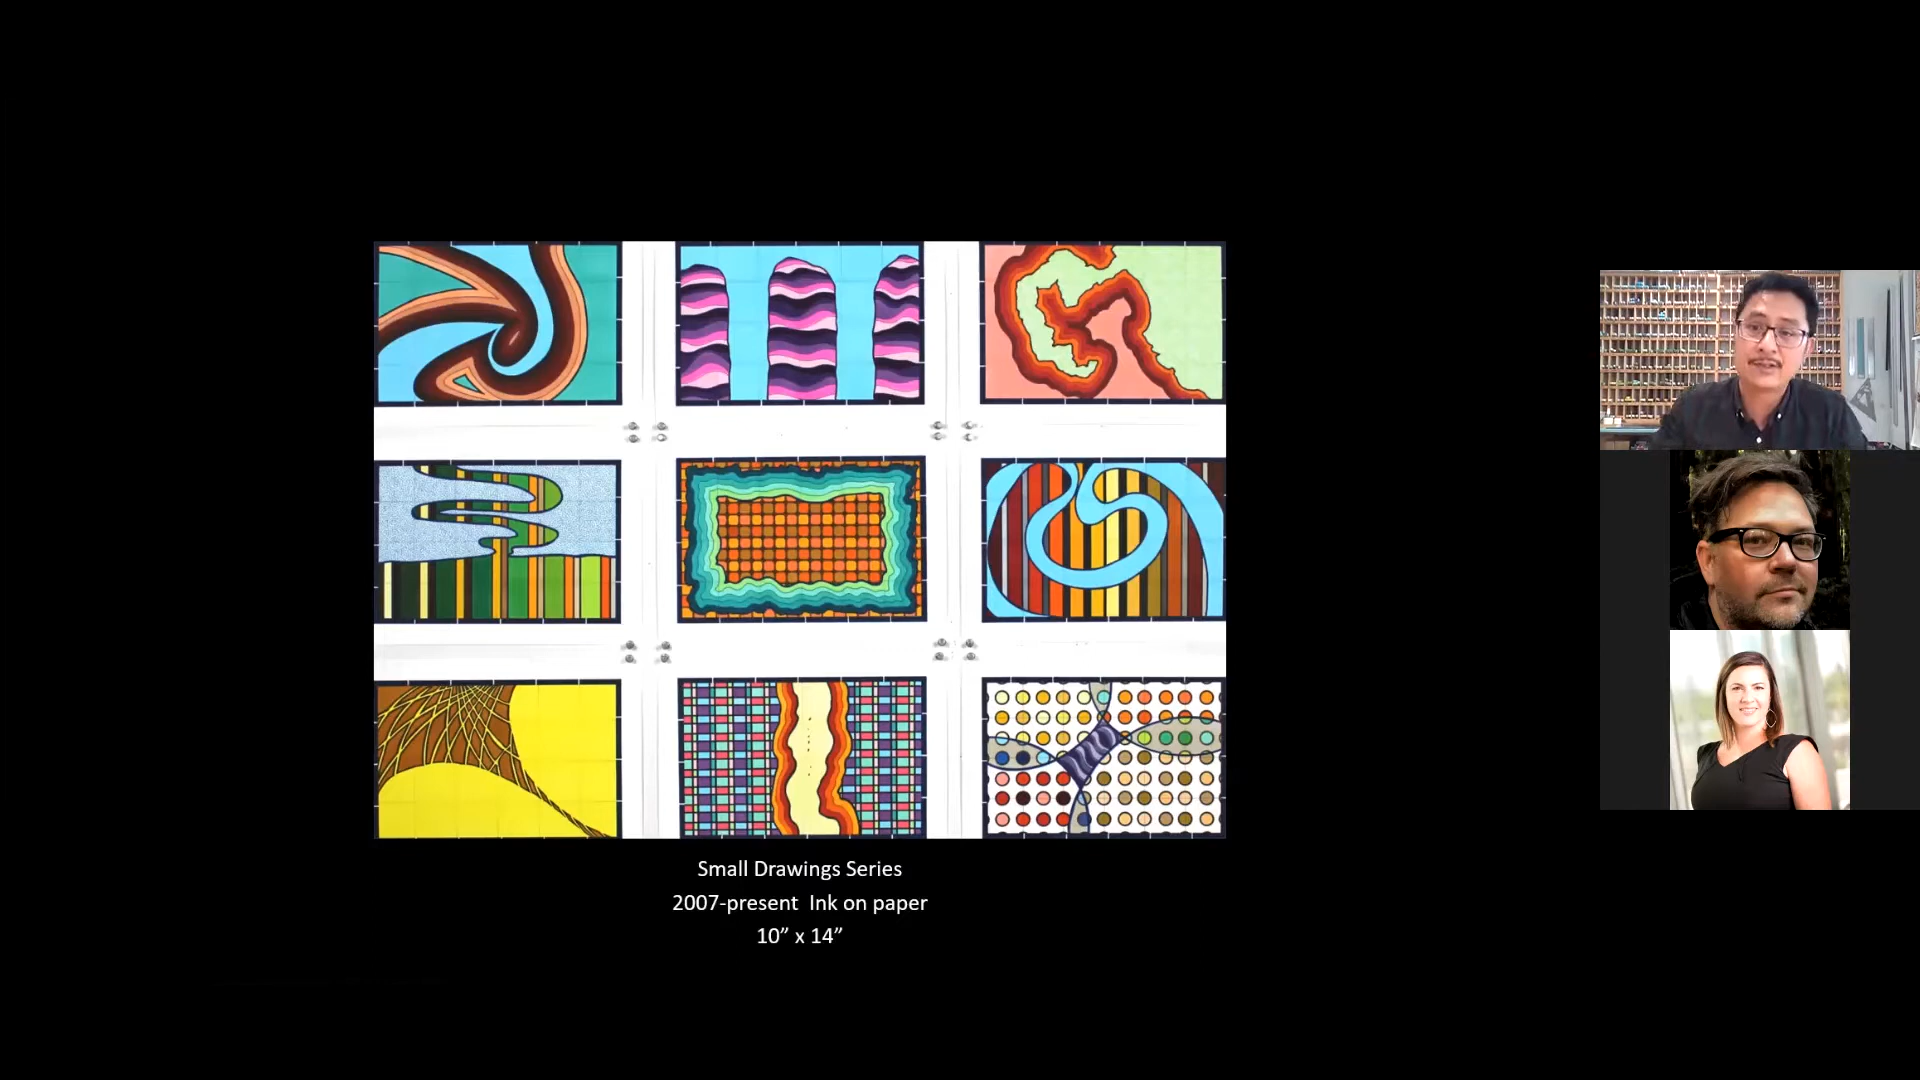 Small Drawings Series
2007-present  Ink on paper
10” x 14”